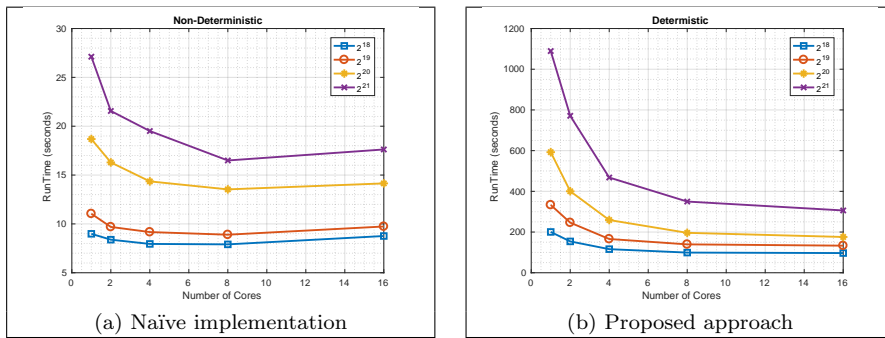 Non-Deterministic
30
25
20
15
10
5
0 2 4 6 8 10 12 14 16
RunTime (seconds)
Number of Cores
2^18
2^19
2^20
2^21
(a) Naïve implementation
Determistic
1200
1000
800
600
400
200
0
0 2 4 6 8 10 12 14 16
RunTime (seconds)
Number of Cores
2^18
2^19
2^20
2^21
(b) Proposed approach